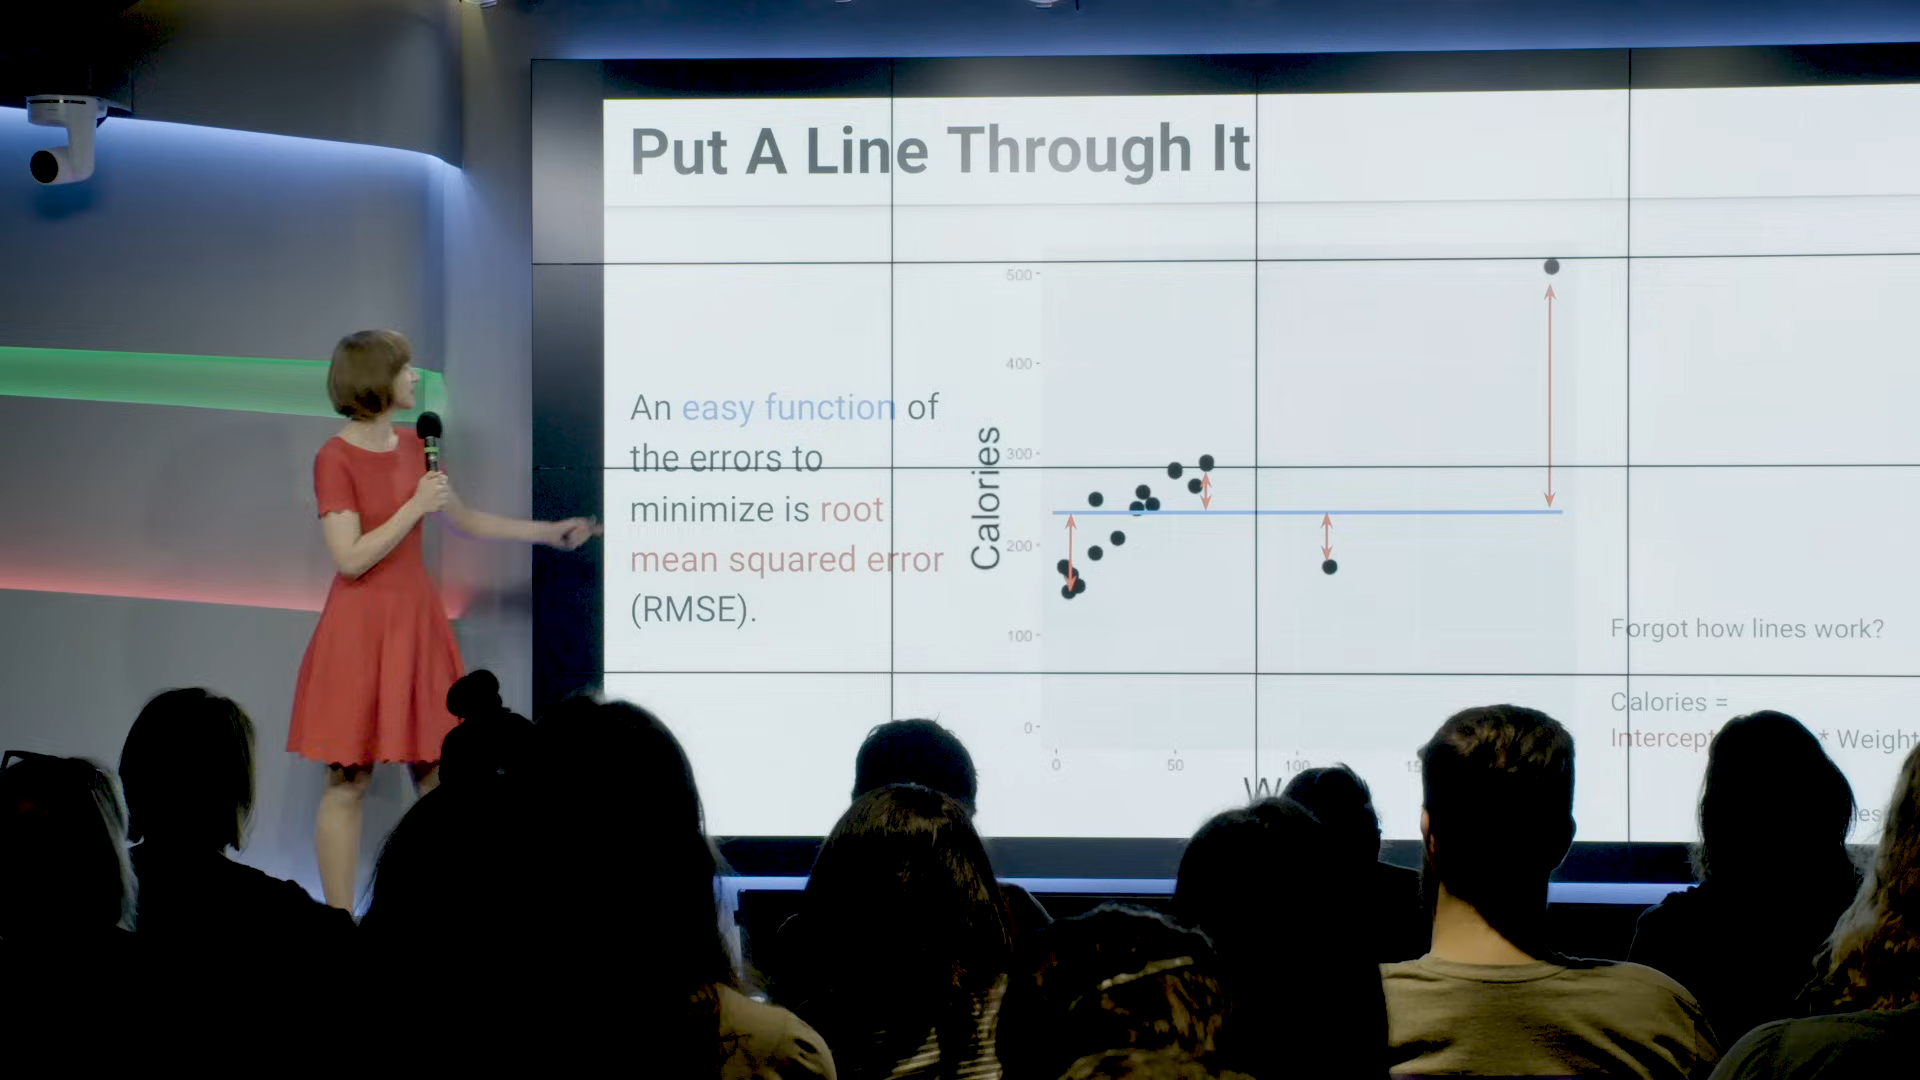 Put A Line Through It
An easy function of
the errors to
minimize is root
mean squared error
(RMSE).
Calories
500
400
300
200
100
0
0 50 100
Forgot how lines work?
Calories =
* Weight